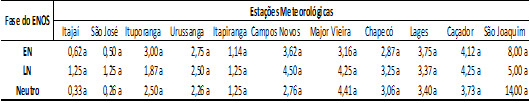 Fase do ENOS Estações Meteorológicas
Itajaí São José Ituporanga Urussanga Itapiranga Campos Novos Major Vieira Chapecó Lages Caçador São Joaquim
EN 0,62 a 0,50 a 3,00 a 2,75 a 1,14 a 3,62 a 3,16 a 2,87 a 3,75 a 4,12 a 8,00 a
LN 1,25 a 1,25 a 1,87 a 2,50 a 1,25 a 4,50 a 4,25 a 3,25 a 3,37 a 4,25 a 5,00 a
Neutro 0,33 a 0,26 a 2,50 a 2,26 a 1,25 a 2,76 a 4,41 a 3,06 a 3,40 a 3,73 a 14,00 a